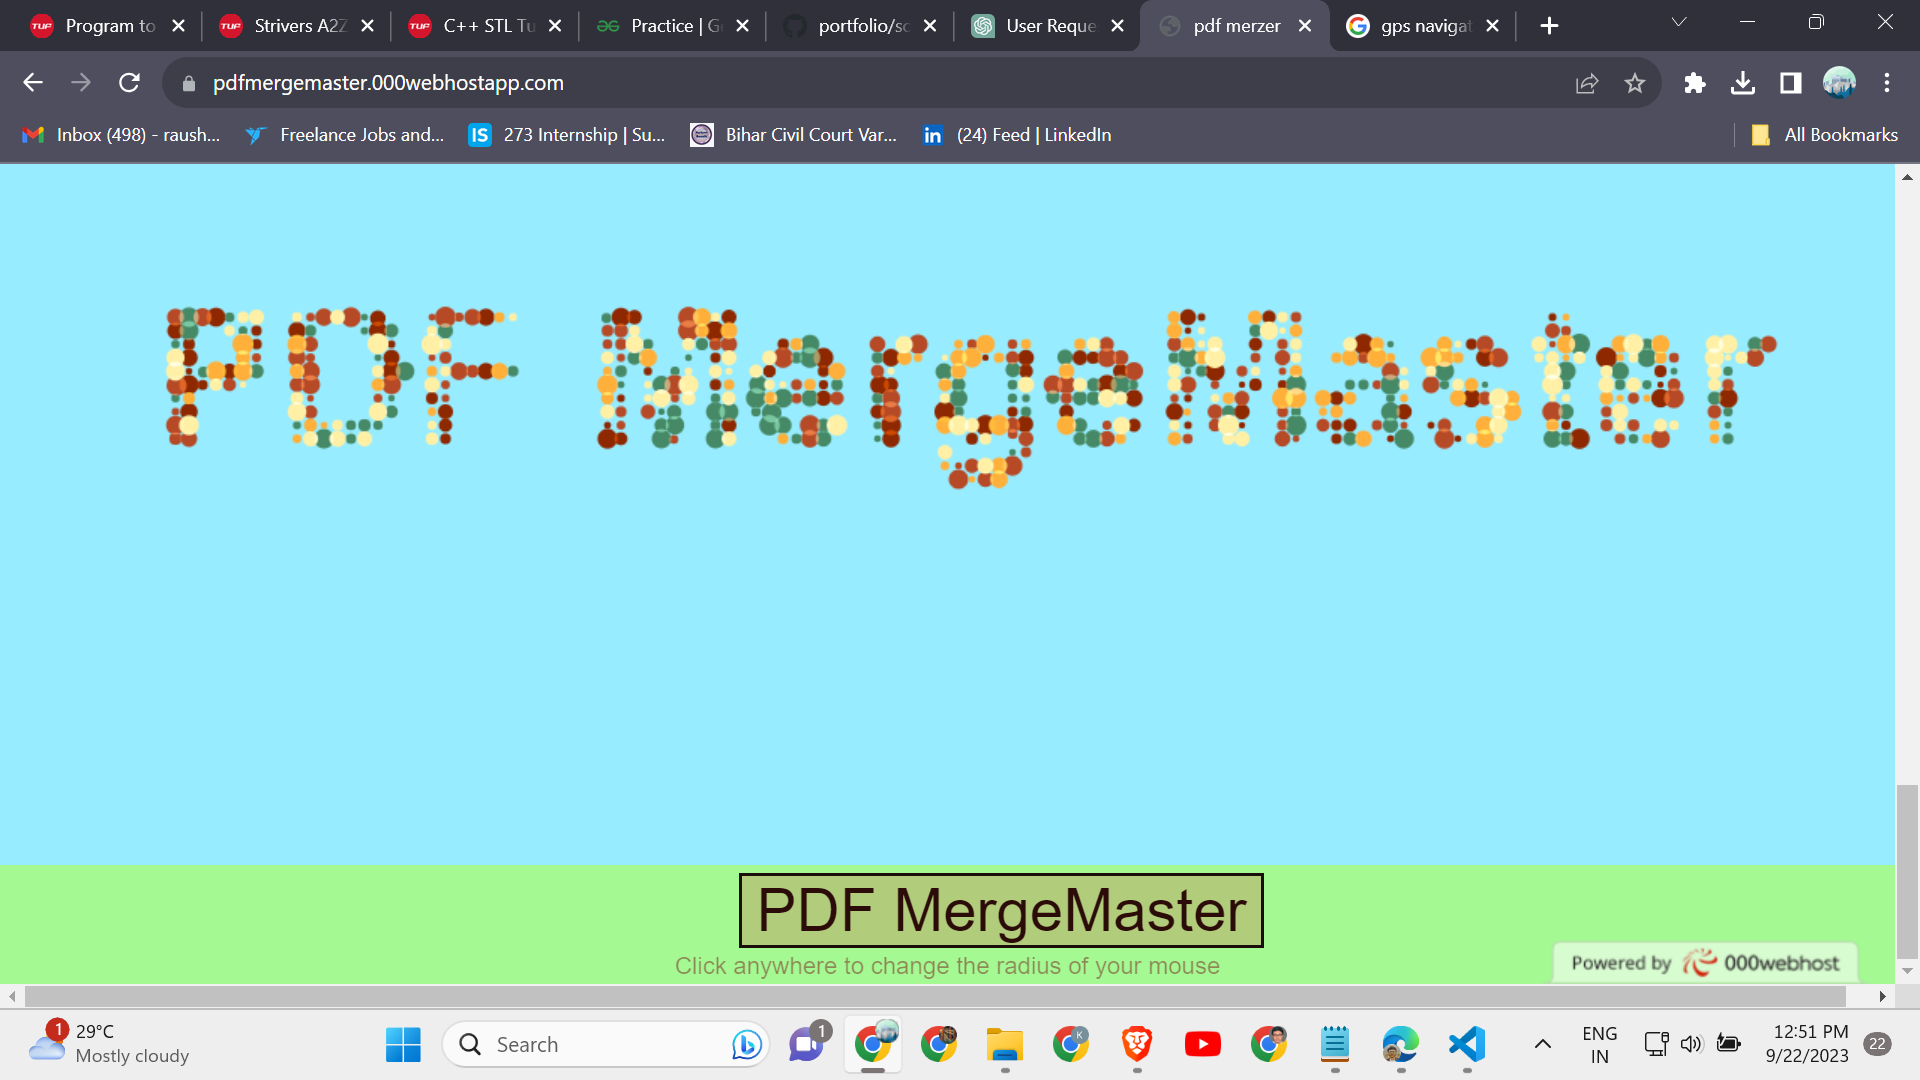 TUF Program to
TUF Strivers A2Z
TUF C++ STL Tu
Practice | G
portfolio/sc
User Reque
pdf merzer
gps navigat
pdfmergemaster.000webhostapp.com
Inbox (498) - raush...
Freelance Jobs and...
IS 273 Internship | Su...
Bihar Civil Court Var...
in (24) Feed | LinkedIn
All Bookmarks
PDF MergeMaster
PDF MergeMaster
Click anywhere to change the radius of your mouse
Powered by 000webhost
1
29°C
Mostly cloudy
Search
1
K
ENG
IN
12:51 PM
9/22/2023
22